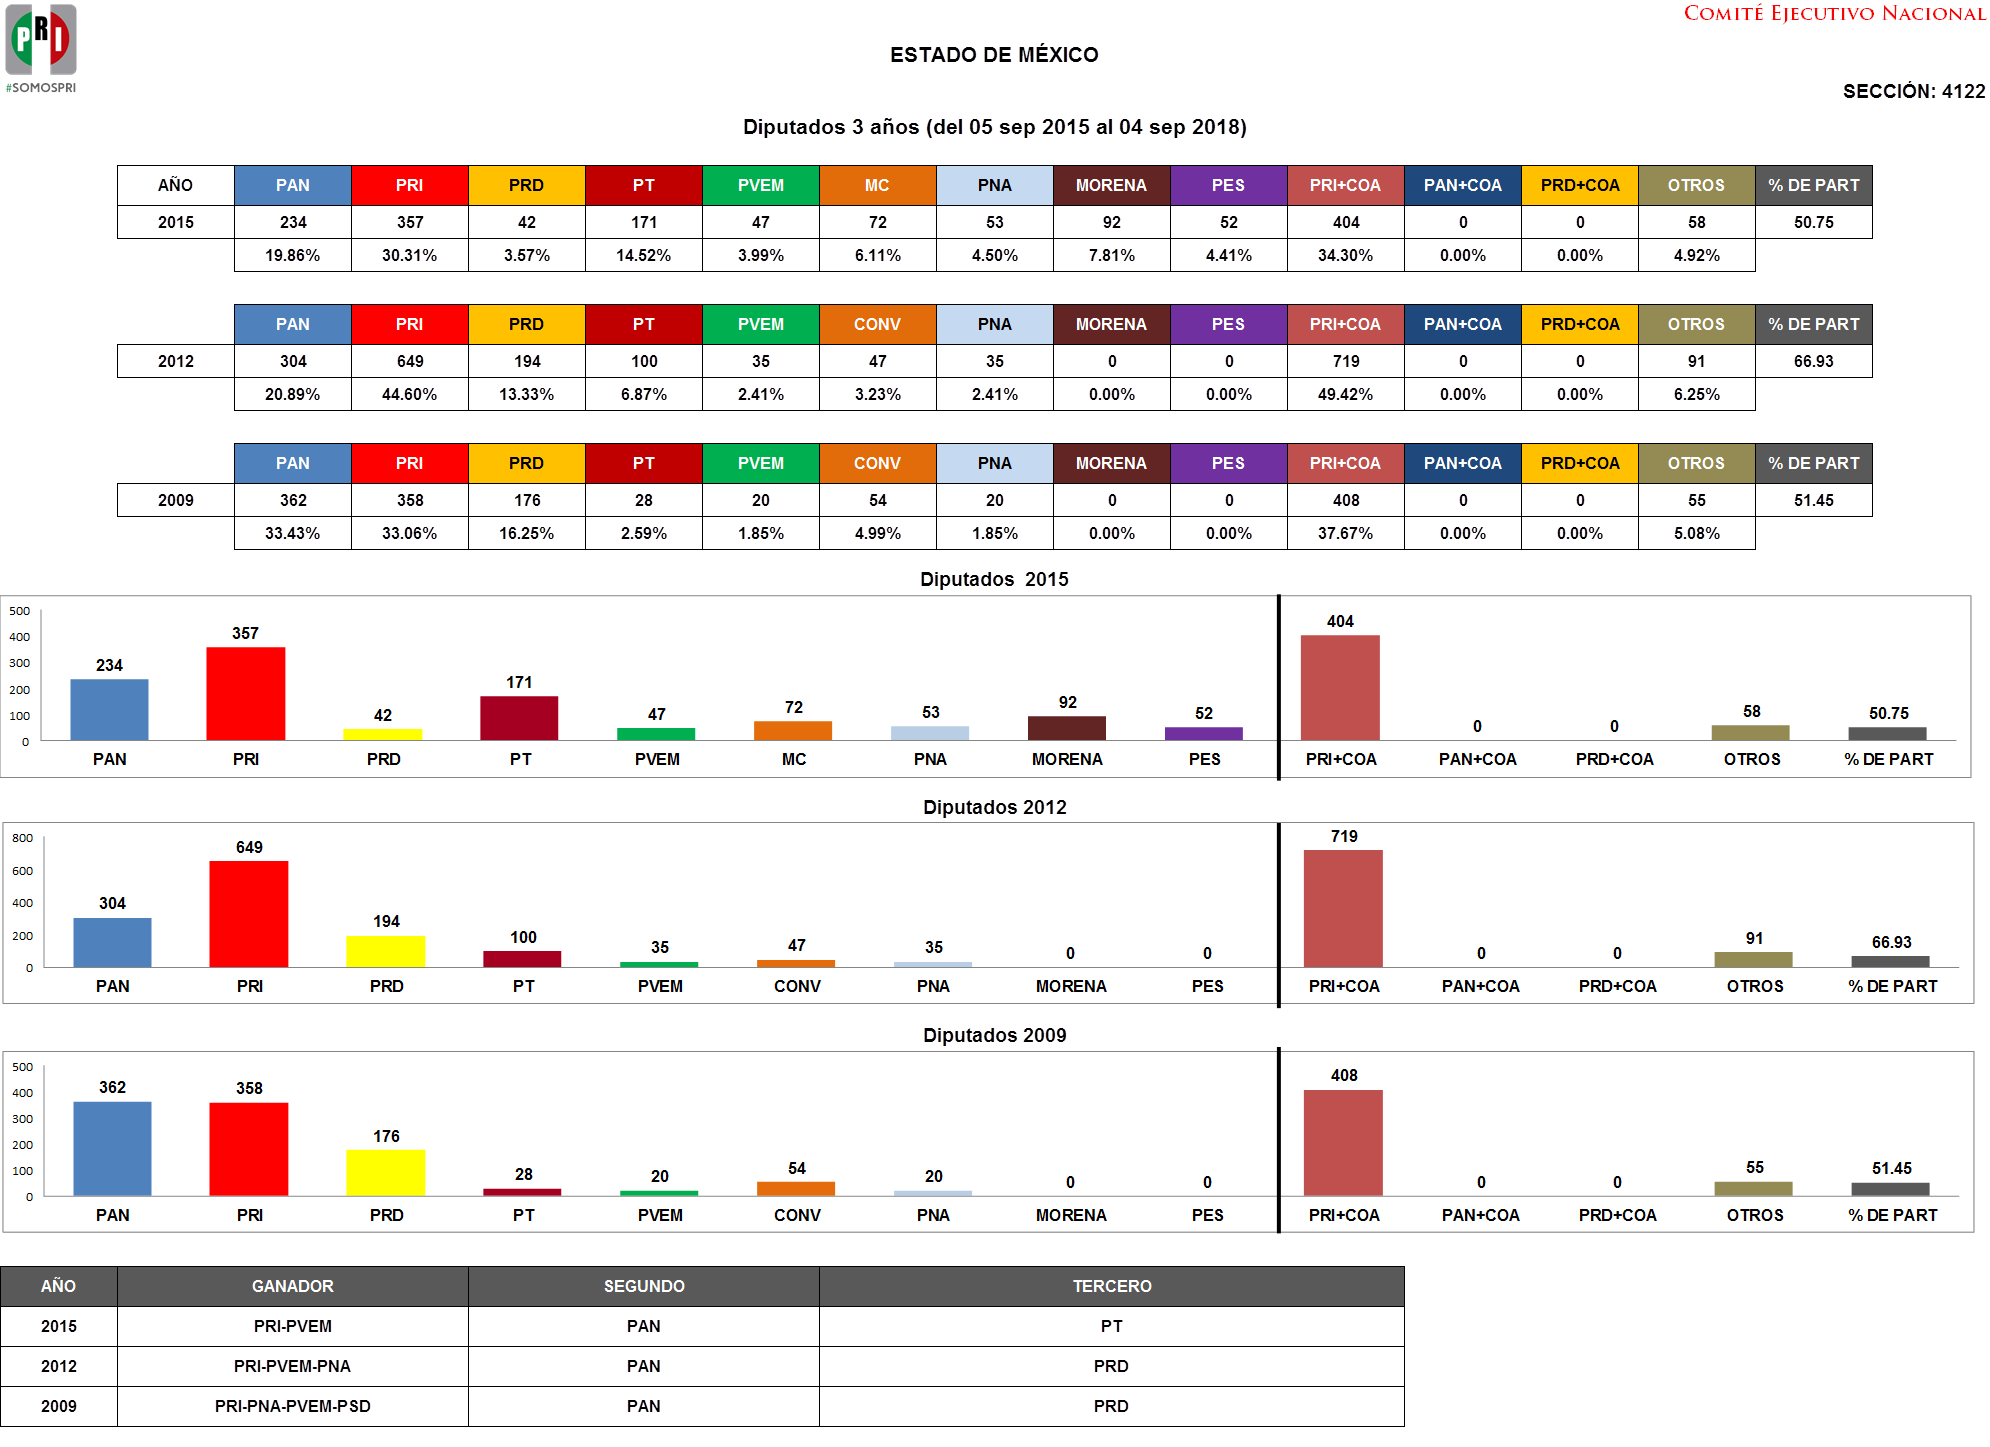 PRI
#SOMOSPRI
COMITÉ EJECUTIVO NACIONAL
ESTADO DE MÉXICO
SECCIÓN: 4122
Diputados 3 años (del 05 sep 2015 al 04 sep 2018)
AÑO PAN PRI PRD PT PVEM MC PNA MORENA PES PRI+COA PAN+COA PRD+COA OTROS % DE PART
2015 234 357 42 171 47 72 53 92 52 404 0 0 58 50.75
19.86% 30.31% 3.57% 14.52% 3.99% 6.11% 4.50% 7.81% 4.41% 34.30% 0.00% 0.00% 4.92%
PAN PRI PRD PT PVEM CONV PNA MORENA PES PRI+COA PAN+COA PRD+COA OTROS % DE PART
2012 304 649 194 100 35 47 35 0 0 719 0 0 91 66.93
20.89% 44.60% 13.33% 6.87% 2.41% 3.23% 2.41% 0.00% 0.00% 49.42% 0.00% 0.00% 6.25%
PAN PRI PRD PT PVEM CONV PNA MORENA PES PRI+COA PAN+COA PRD+COA OTROS % DE PART
2009 362 358 176 28 20 54 20 0 0 408 0 0 55 51.45
33.43% 33.06% 16.25% 2.59% 1.85% 4.99% 1.85% 0.00% 0.00% 37.67% 0.00% 0.00% 5.08%
Diputados 2015
500
400
300
200
100
0
234 357 42 171 47 72 53 92 52 404 0 0 58 50.75
PAN PRI PRD PT PVEM MC PNA MORENA PES PRI+COA PAN+COA PRD+COA OTROS % DE PART
Diputados 2012
800
600
400
200
0
304 649 194 100 35 47 35 0 0 719 0 0 91 66.93
PAN PRI PRD PT PVEM CONV PNA MORENA PES PRI+COA PAN+COA PRD+COA OTROS % DE PART
Diputados 2009
500
400
300
200
100
0
362 358 176 28 20 54 20 0 0 408 0 0 55 51.45
PAN PRI PRD PT PVEM CONV PNA MORENA PES PRI+COA PAN+COA PRD+COA OTROS % DE PART
AÑO GANADOR SEGUNDO TERCERO
2015 PRI-PVEM PAN PT
2012 PRI-PVEM-PNA PAN PRD
2009 PRI-PNA-PVEM-PSD PAN PRD